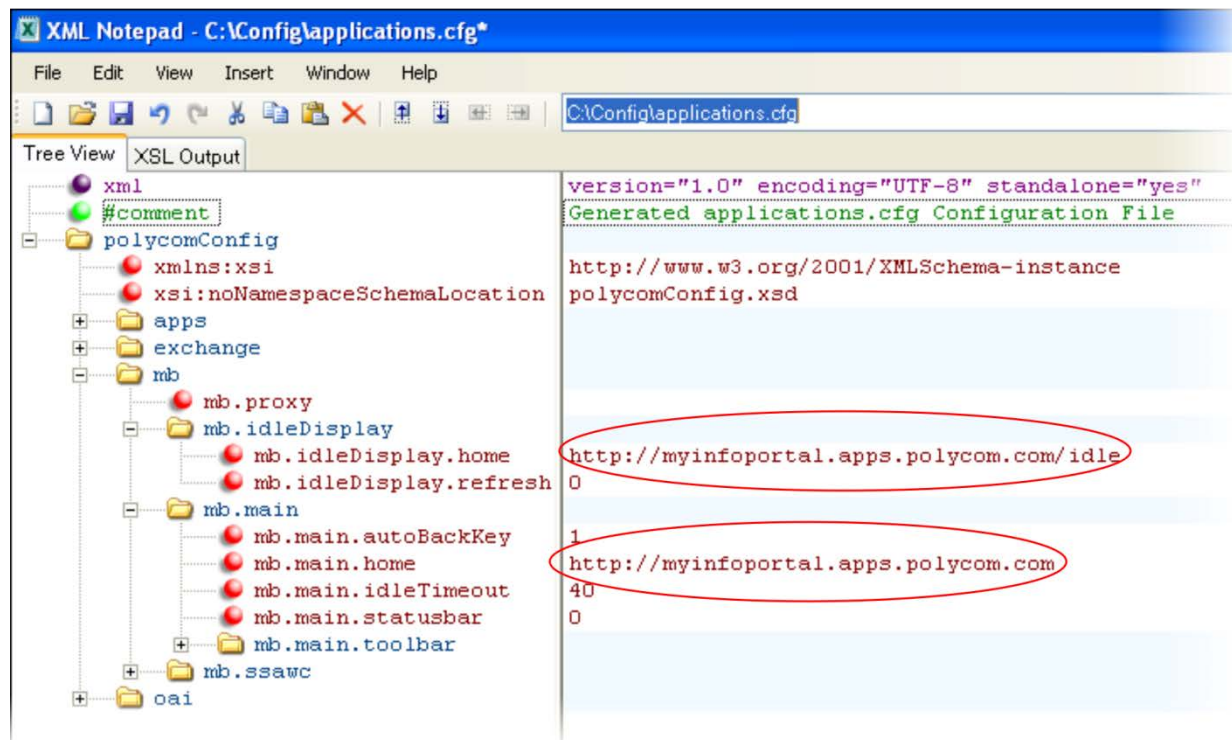 XML Notepad - C:\Config\applications.cfg*
File Edit View Insert Window Help
C:\Config\applications.cfg
Tree View XSL Output
xml version="1.0" encoding="UTF-8" standalone="yes"
#comment Generated applications.cfg Configuration File
polycomConfig
xmlns:xsi http://www.w3.org/2001/XMLSchema-instance
xsi:noNamespaceSchemaLocation polycomConfig.xsd
apps
exchange
mb
mb.proxy
mb.idleDisplay
mb.idleDisplay.home http://myinfoportal.apps.polycom.com/idle
mb.idleDisplay.refresh 0
mb.main
mb.main.autoBackKey 1
mb.main.home http://myinfoportal.apps.polycom.com
mb.main.idleTimeout 40
mb.main.statusbar 0
mb.main.toolbar
mb.ssawc
oai